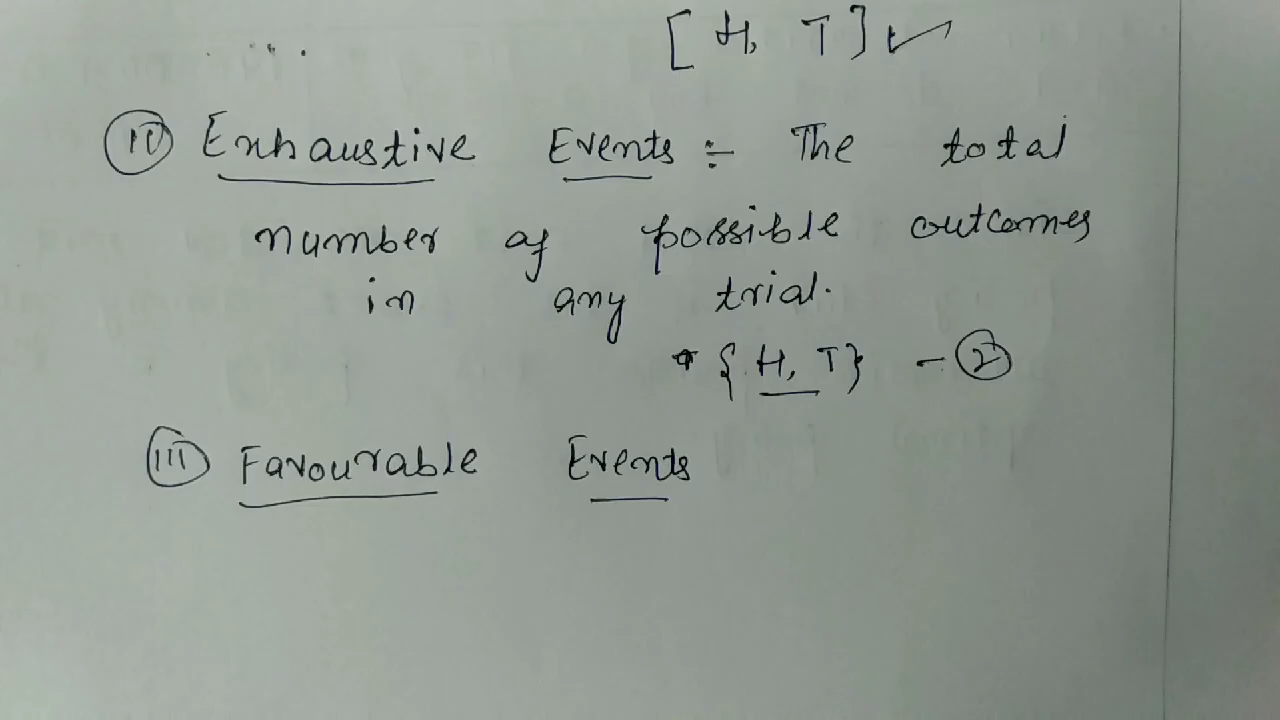 [H, T] ✓
(ii) Exhaustive Events :- The total
number of possible outcomes
in any trial.
{H, T} - 2
(iii) Favourable Events